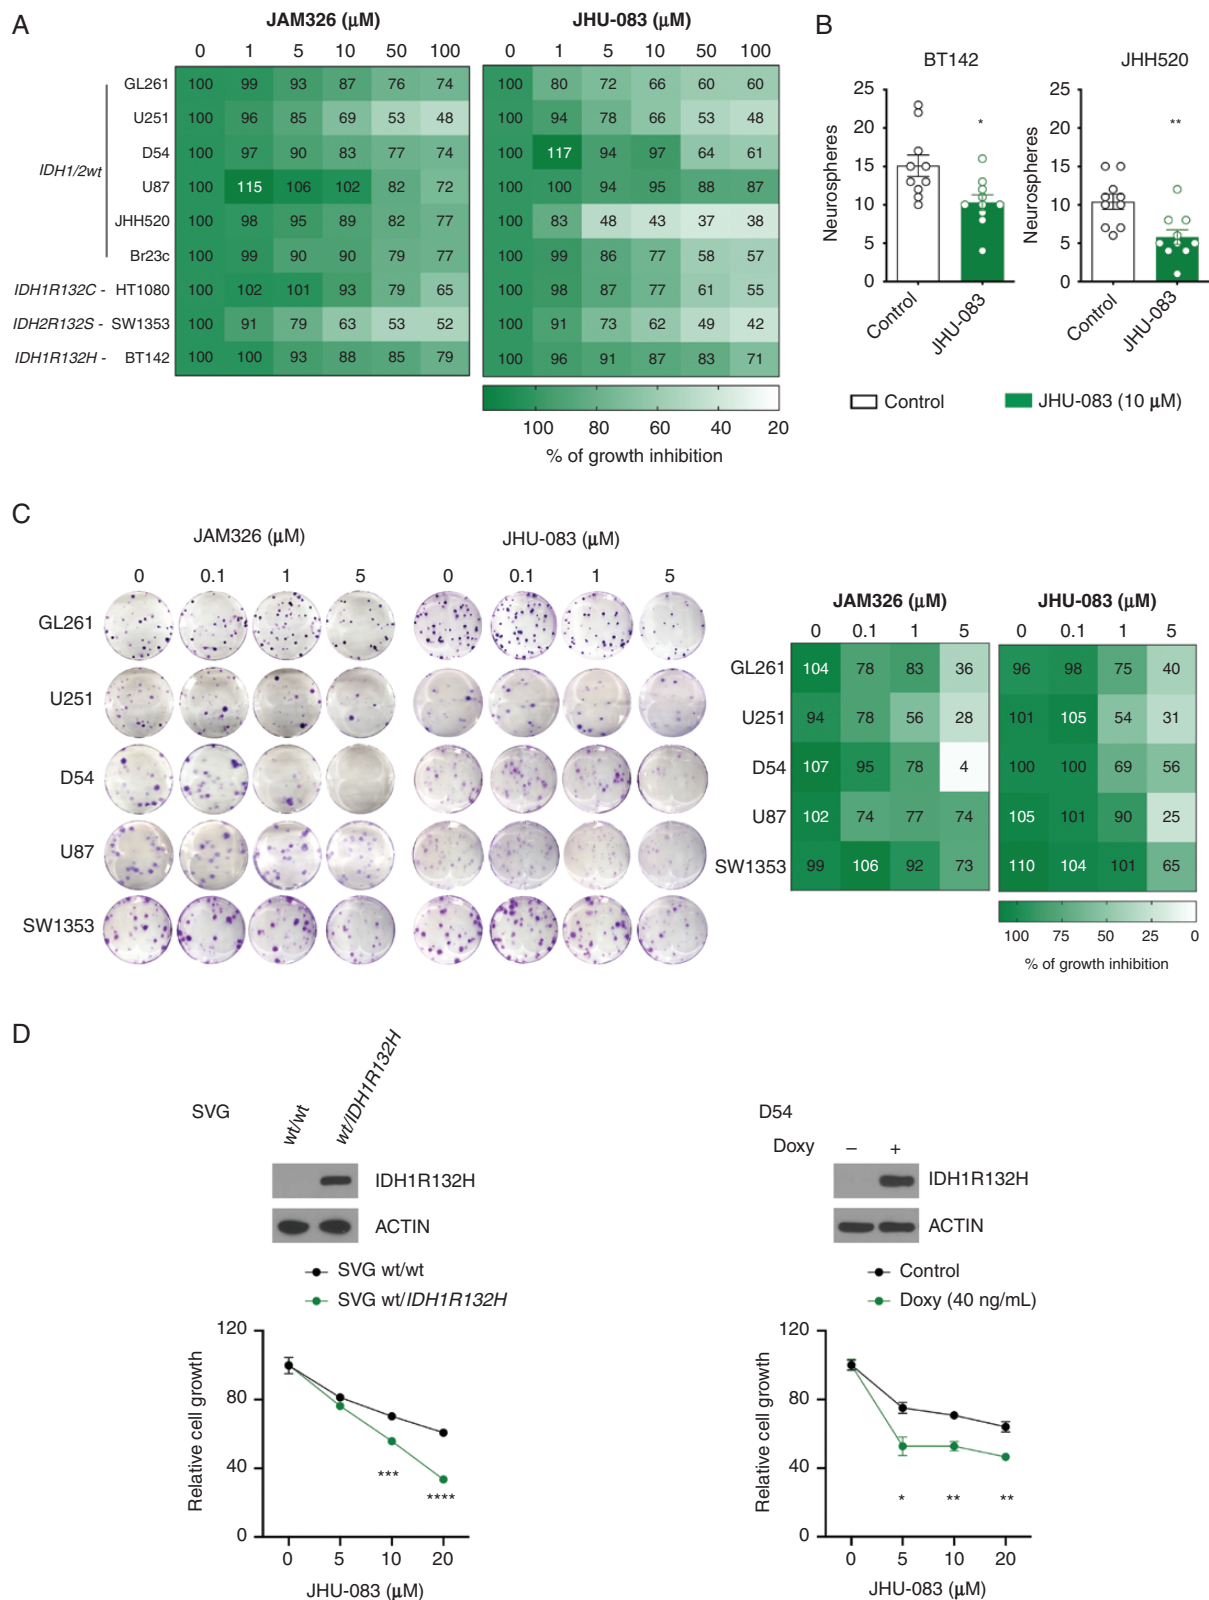 A
JAM326 (µM) JHU-083 (µM)
0 1 5 10 50 100 0 1 5 10 50 100
IDH1/2wt
GL261 100 99 93 87 76 74 100 80 72 66 60 60
U251 100 96 85 69 53 48 100 94 78 66 53 48
D54 100 97 90 83 77 74 100 117 94 97 64 61
U87 100 115 106 102 82 72 100 100 94 95 88 87
JHH520 100 98 95 89 82 77 100 83 48 43 37 38
Br23c 100 99 90 90 79 77 100 99 86 77 58 57
IDH1R132C - HT1080 100 102 101 93 79 65 100 98 87 77 61 55
IDH2R132S - SW1353 100 91 79 63 53 52 100 91 73 62 49 42
IDH1R132H - BT142 100 100 93 88 85 79 100 96 91 87 83 71
100 80 60 40 20
% of growth inhibition
B
BT142
Neurospheres
25
20
15
10
5
0
*
Control
JHU-083
JHH520
Neurospheres
25
20
15
10
5
0
**
Control
JHU-083
Control JHU-083 (10 µM)
C
JAM326 (µM) JHU-083 (µM)
0 0.1 1 5 0 0.1 1 5
GL261
U251
D54
U87
SW1353
JAM326 (µM) JHU-083 (µM)
0 0.1 1 5 0 0.1 1 5
GL261 104 78 83 36 96 98 75 40
U251 94 78 56 28 101 105 54 31
D54 107 95 78 4 100 100 69 56
U87 102 74 77 74 105 101 90 25
SW1353 99 106 92 73 110 104 101 65
100 75 50 25 0
% of growth inhibition
D
SVG
wt/wt
wt/IDH1R132H
IDH1R132H
ACTIN
SVG wt/wt
SVG wt/IDH1R132H
Relative cell growth
120
80
40
0
***
****
0 5 10 20
JHU-083 (µM)
D54
Doxy – +
IDH1R132H
ACTIN
Control
Doxy (40 ng/mL)
Relative cell growth
120
80
40
0
* ** **
0 5 10 20
JHU-083 (µM)